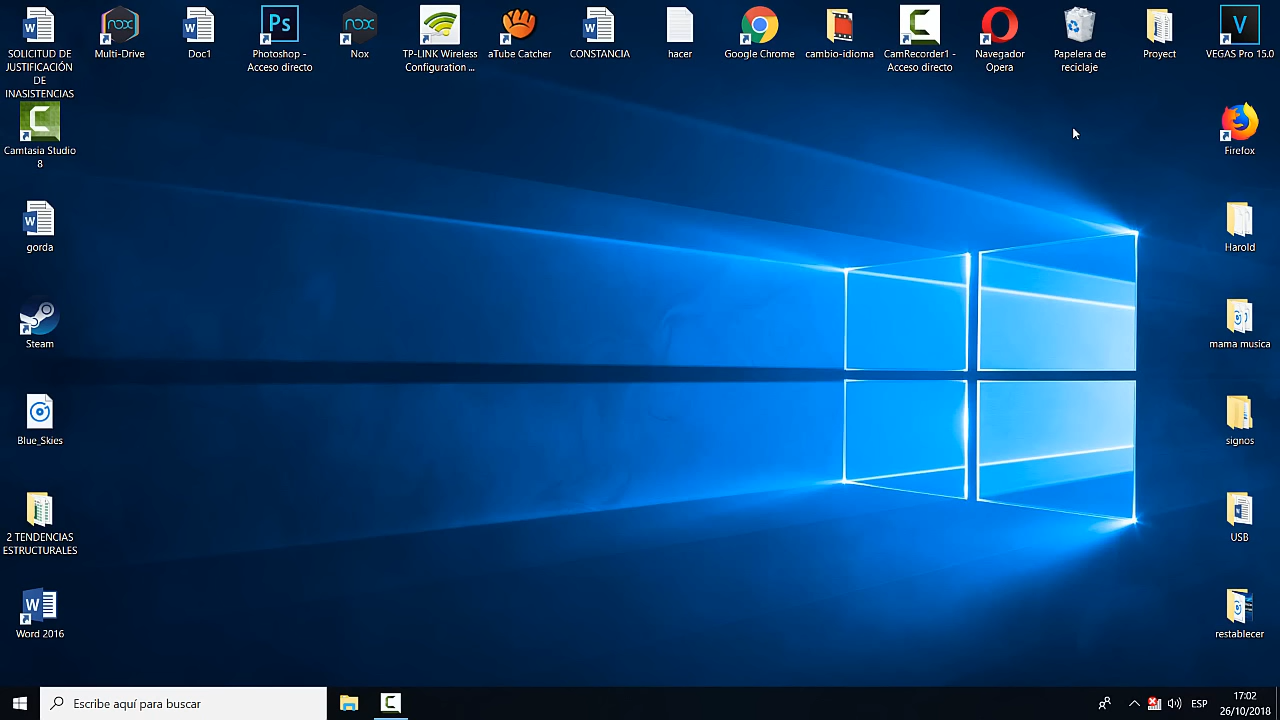 SOLICITUD DE
JUSTIFICACIÓN
DE
INASISTENCIAS
Multi-Drive
Doc1
Ps
Photoshop -
Acceso directo
nox
Nox
TP-LINK Wireless
Configuration ...
aTube Catcher
CONSTANCIA
hacer
Google Chrome
cambio-idioma
CamRecorder1 -
Acceso directo
Navegador
Opera
Papelera de
reciclaje
Proyect
V
VEGAS Pro 15.0
Camtasia Studio
8
Firefox
gorda
Harold
Steam
mama musica
Blue_Skies
signos
2 TENDENCIAS
ESTRUCTURALES
USB
W
Word 2016
restablecer
Escribe aquí para buscar
ESP
17:02
26/10/2018